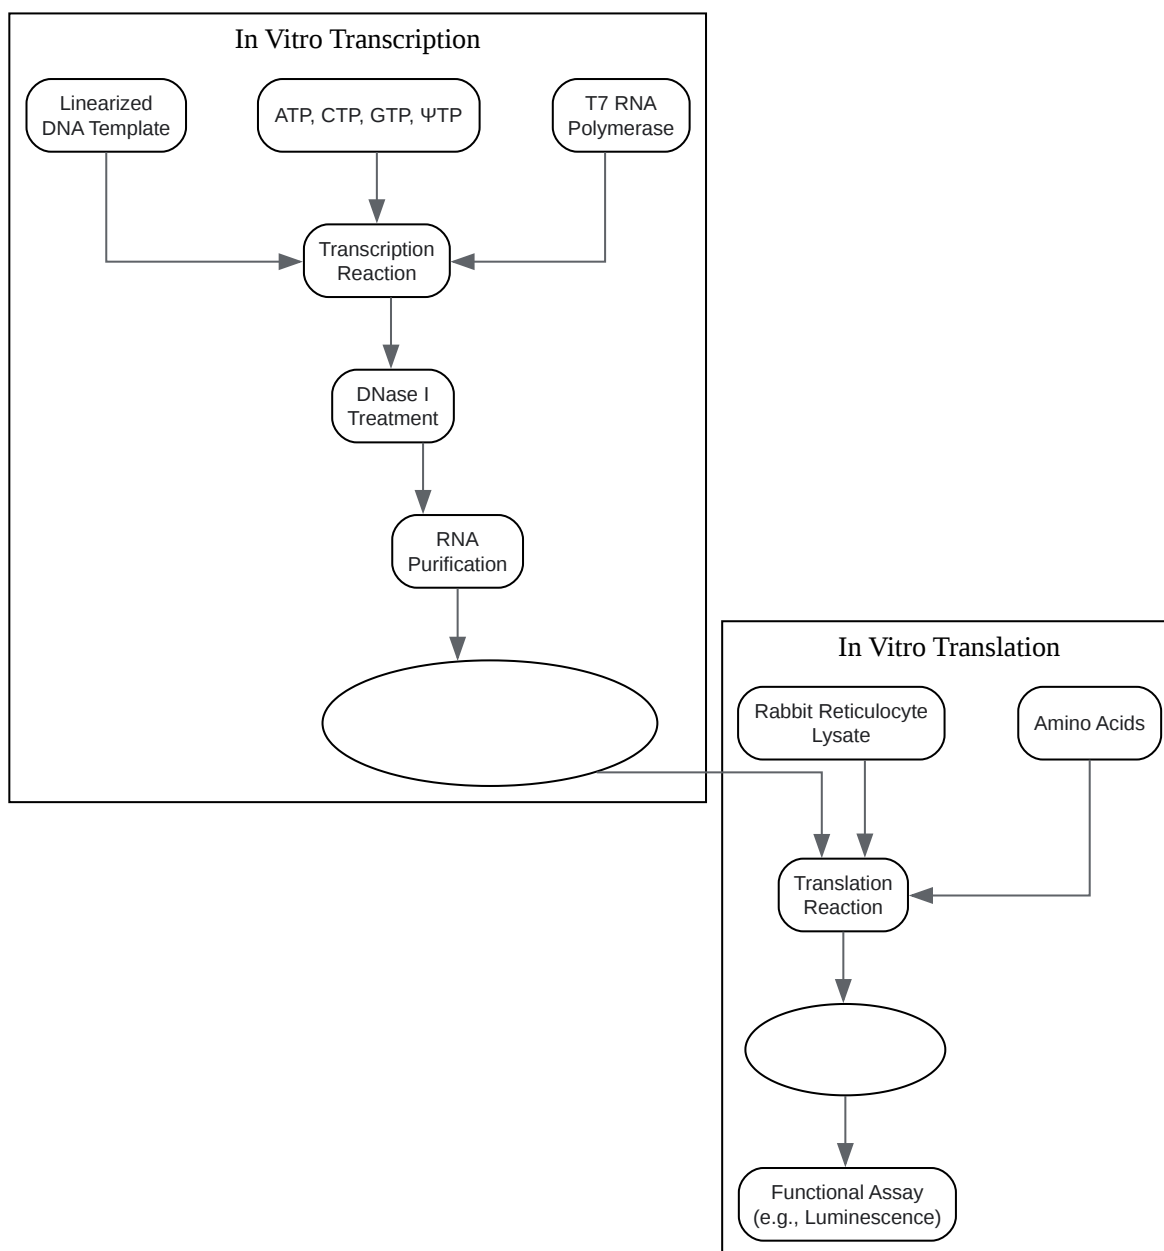 In Vitro Transcription
Linearized
DNA Template
ATP, CTP, GTP, ΨTP
T7 RNA
Polymerase
Transcription
Reaction
DNase I
Treatment
RNA
Purification
In Vitro Translation
Rabbit Reticulocyte
Lysate
Amino Acids
Translation
Reaction
Functional Assay
(e.g., Luminescence)